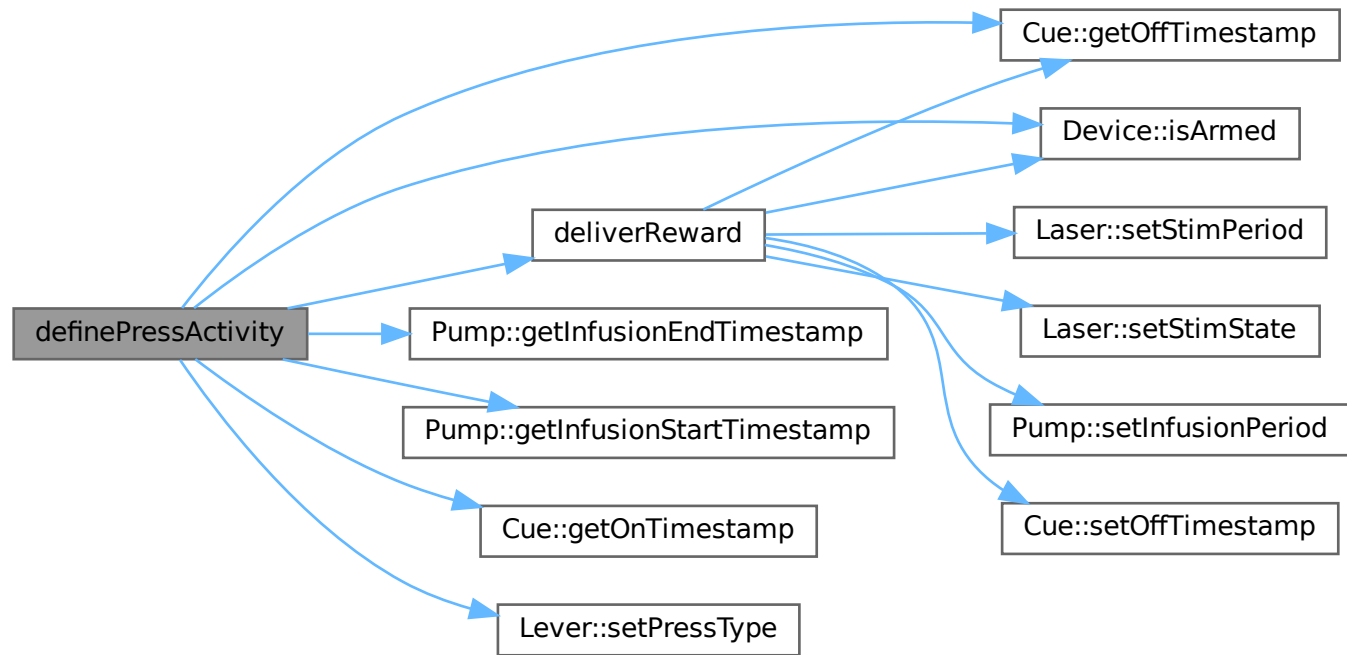 definePressActivity
deliverReward
Pump::getInfusionEndTimestamp
Pump::getInfusionStartTimestamp
Cue::getOnTimestamp
Lever::setPressType
Cue::getOffTimestamp
Device::isArmed
Laser::setStimPeriod
Laser::setStimState
Pump::setInfusionPeriod
Cue::setOffTimestamp